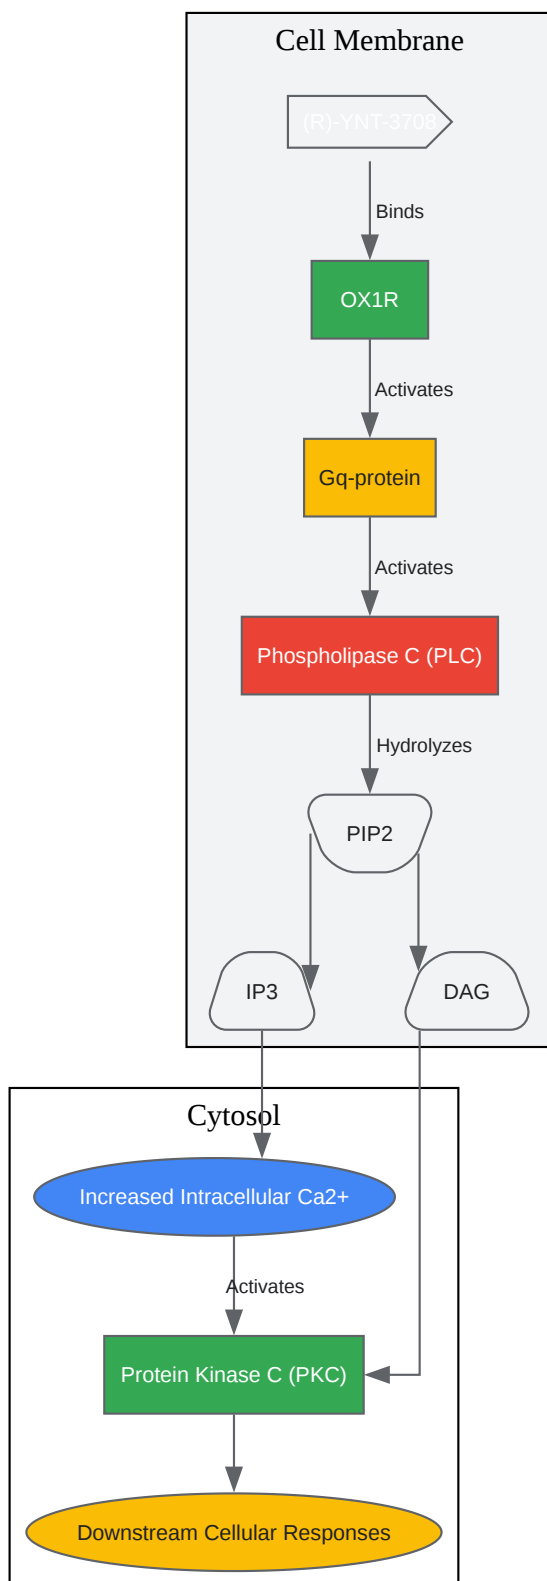 Cell Membrane
(R)-YNT-3708
Binds
OX1R
Activates
Gq-protein
Activates
Phospholipase C (PLC)
Hydrolyzes
PIP2
IP3
DAG
Cytosol
Increased Intracellular Ca2+
Activates
Protein Kinase C (PKC)
Downstream Cellular Responses